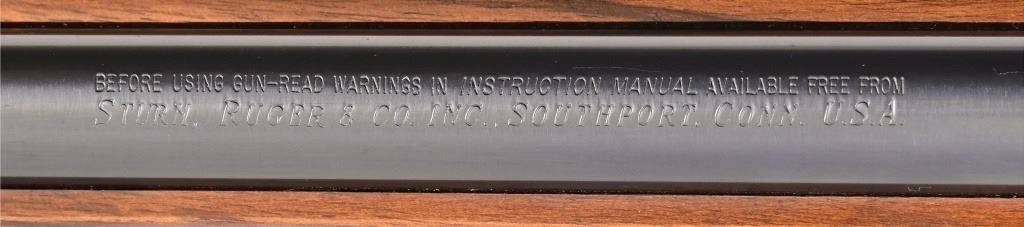 BEFORE USING GUN-READ WARNINGS IN INSTRUCTION MANUAL AVAILABLE FREE FROM
STURM, RUGER & CO. INC., SOUTHPORT, CONN. U.S.A.